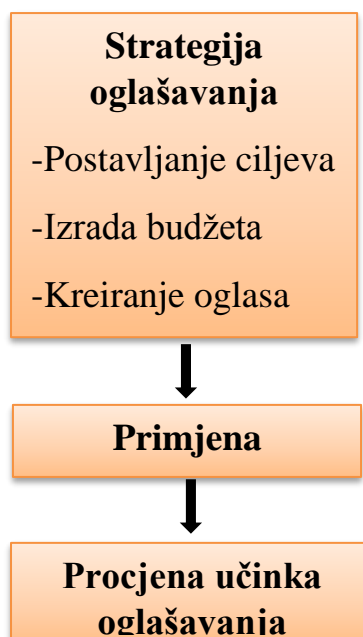 Strategija
oglašavanja
-Postavljanje ciljeva
-Izrada budžeta
-Kreiranje oglasa
Primjena
Procjena učinka
oglašavanja